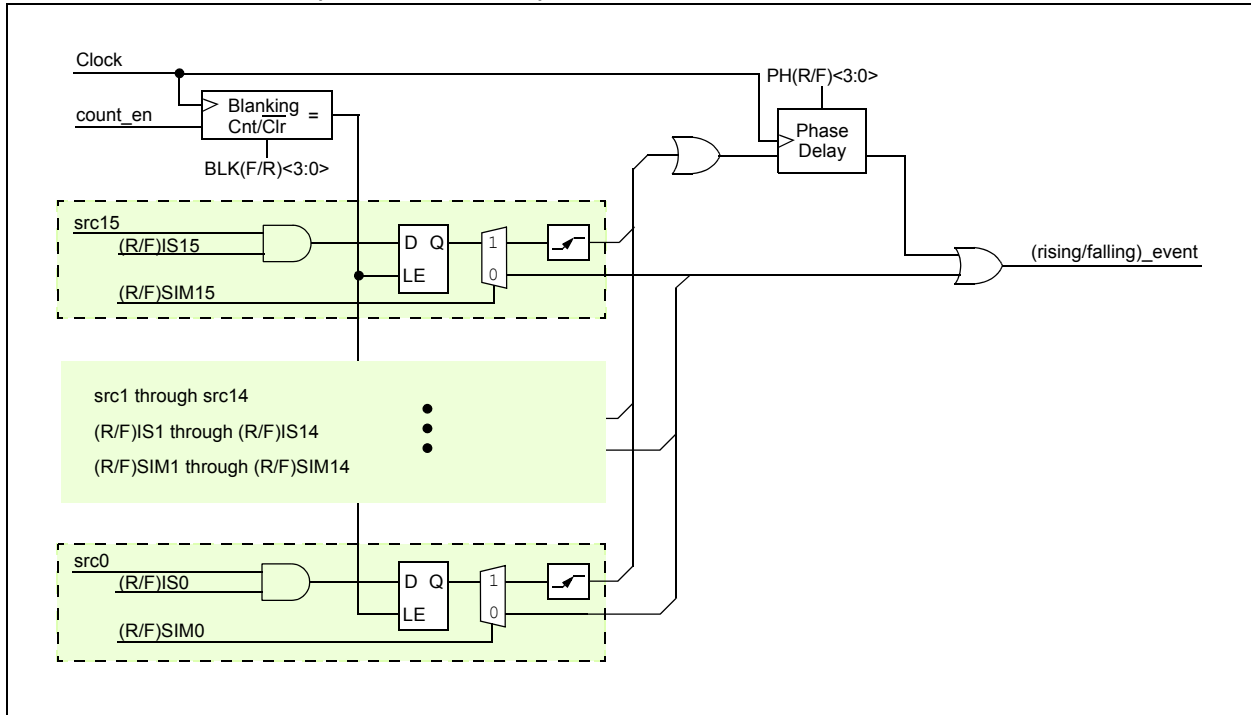 Clock
PH(R/F)<3:0>
count_en
Blanking
Cnt/Clr
=
Phase
Delay
BLK(F/R)<3:0>
src15
(R/F)IS15
D Q
LE
1
0
(R/F)SIM15
(rising/falling)_event
src1 through src14
(R/F)IS1 through (R/F)IS14
(R/F)SIM1 through (R/F)SIM14
src0
(R/F)IS0
D Q
LE
1
0
(R/F)SIM0